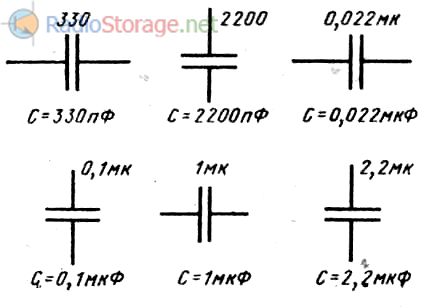 RadioStorage.net
330
2200
0,022мк
C=330пФ
C=2200пФ
C=0,022мкФ
0,1мк
1мк
2,2мк
C=0,1мкФ
C=1мкФ
C=2,2мкФ